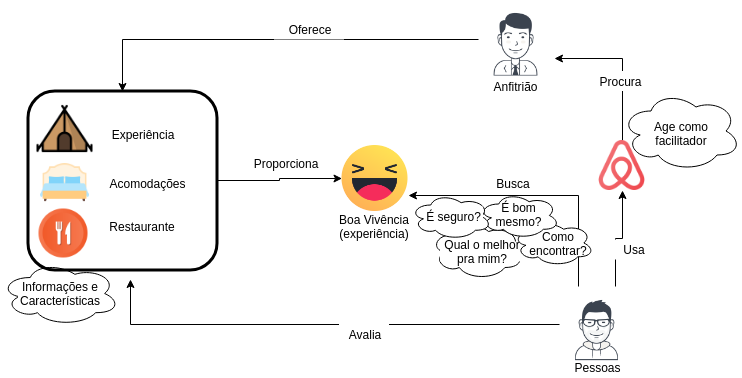 Oferece
Anfitrião
Procura
Age como
facilitador
Experiência
Acomodações
Restaurante
Proporciona
Boa Vivência
(experiência)
Busca
É seguro?
É bom
mesmo?
Qual o melhor
pra mim?
Como
encontrar?
Usa
Informações e
Características
Avalia
Pessoas